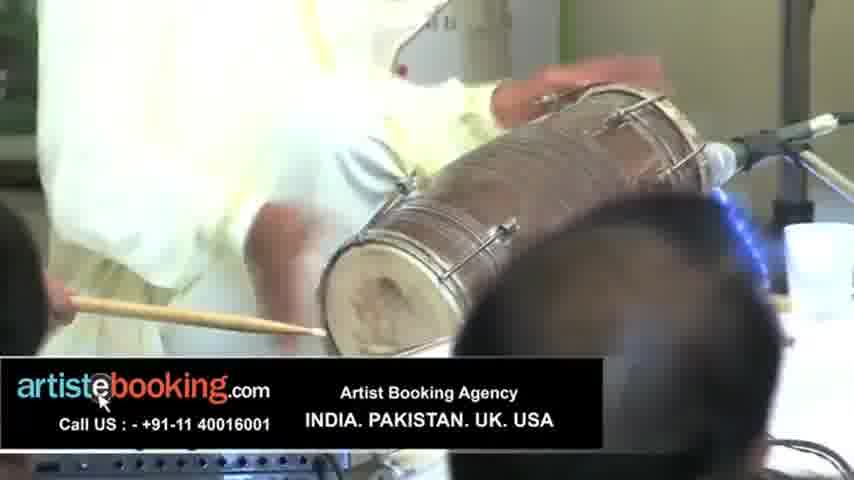 artistebooking.com
Call US : - +91-11 40016001
Artist Booking Agency
INDIA. PAKISTAN. UK. USA